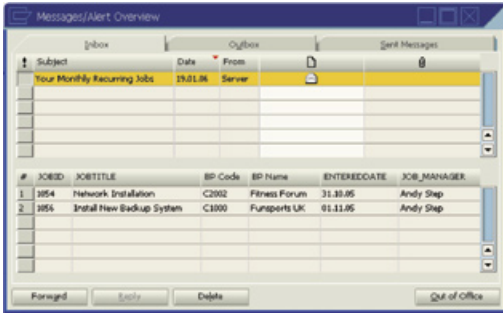 Messages/Alert Overview
Inbox Outbox Sent Messages
! Subject Date From
Your Monthly Recurring Jobs 19.01.06 Server
# JOBID JOBTITLE BP Code BP Name ENTEREDDATE JOB_MANAGER
1 1054 Network Installation C2002 Fitness Forum 31.10.05 Andy Step
2 1056 Install New Backup System C1000 Funsports UK 01.11.05 Andy Step
Forward Reply Delete Out of Office